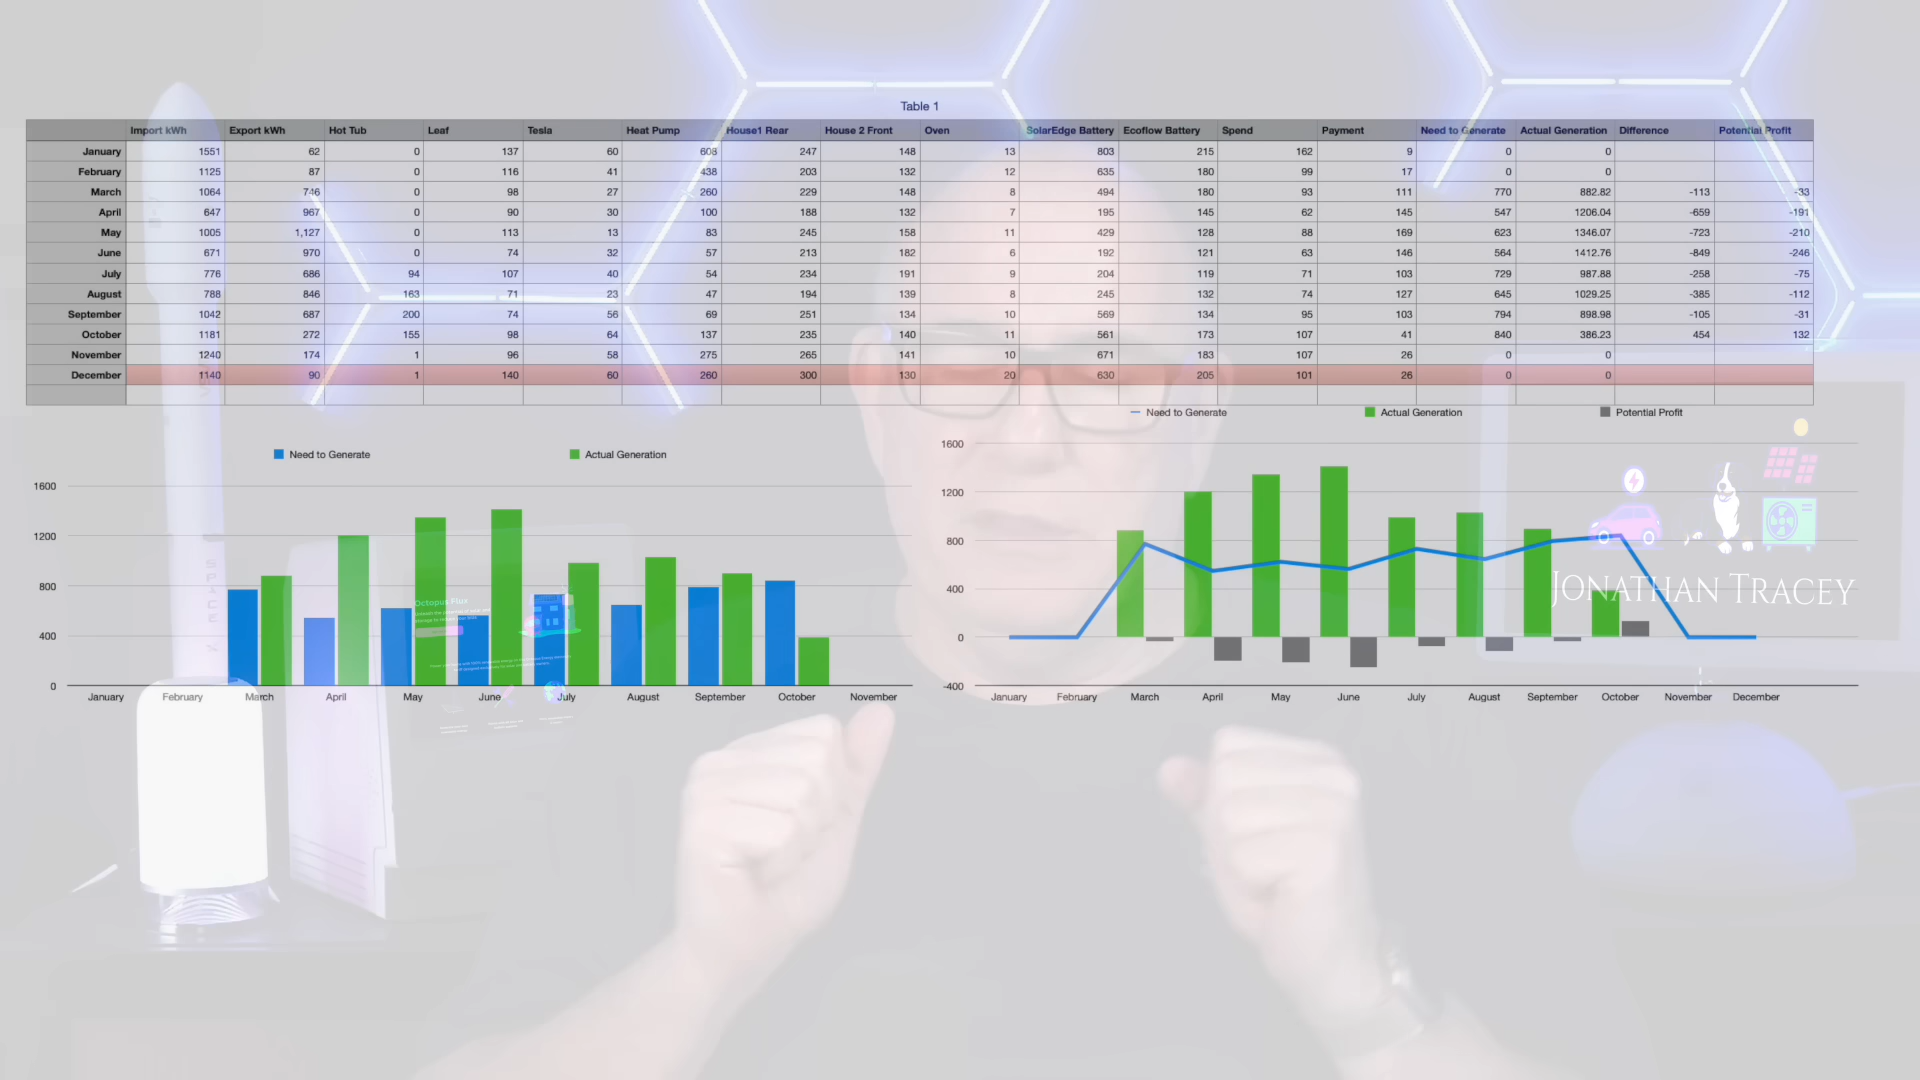 Table 1
Import kWh Export kWh Hot Tub Leaf Tesla Heat Pump House1 Rear House 2 Front Oven SolarEdge Battery Ecoflow Battery Spend Payment Need to Generate Actual Generation Difference Potential Profit
January 1551 62 0 137 60 608 247 148 13 803 215 162 9 0 0
February 1125 87 0 116 41 438 203 132 12 635 180 99 17 0 0
March 1064 746 0 98 27 260 229 148 8 494 180 93 111 770 882.82 -113 -33
April 647 967 0 90 30 100 188 132 7 195 145 62 145 547 1206.04 -659 -191
May 1005 1,127 0 113 13 83 245 158 11 429 128 88 169 623 1346.07 -723 -210
June 671 970 0 74 32 57 213 182 6 192 121 63 146 564 1412.76 -849 -246
July 776 686 94 107 40 54 234 191 9 204 119 71 103 729 987.88 -258 -75
August 788 846 163 71 23 47 194 139 8 245 132 74 127 645 1029.25 -385 -112
September 1042 687 200 74 56 69 251 134 10 569 134 95 103 794 898.98 -105 -31
October 1181 272 155 98 64 137 235 140 11 561 173 107 41 840 386.23 454 132
November 1240 174 1 96 58 275 265 141 10 671 183 107 26 0 0
December 1140 90 1 140 60 260 300 130 20 630 205 101 26 0 0
Need to Generate Actual Generation
1600
1200
800
400
0
January February March April May June July August September October November
Octopus Flux
Need to Generate Actual Generation Potential Profit
1600
1200
800
400
0
-400
January February March April May June July August September October November December
JONATHAN TRACEY